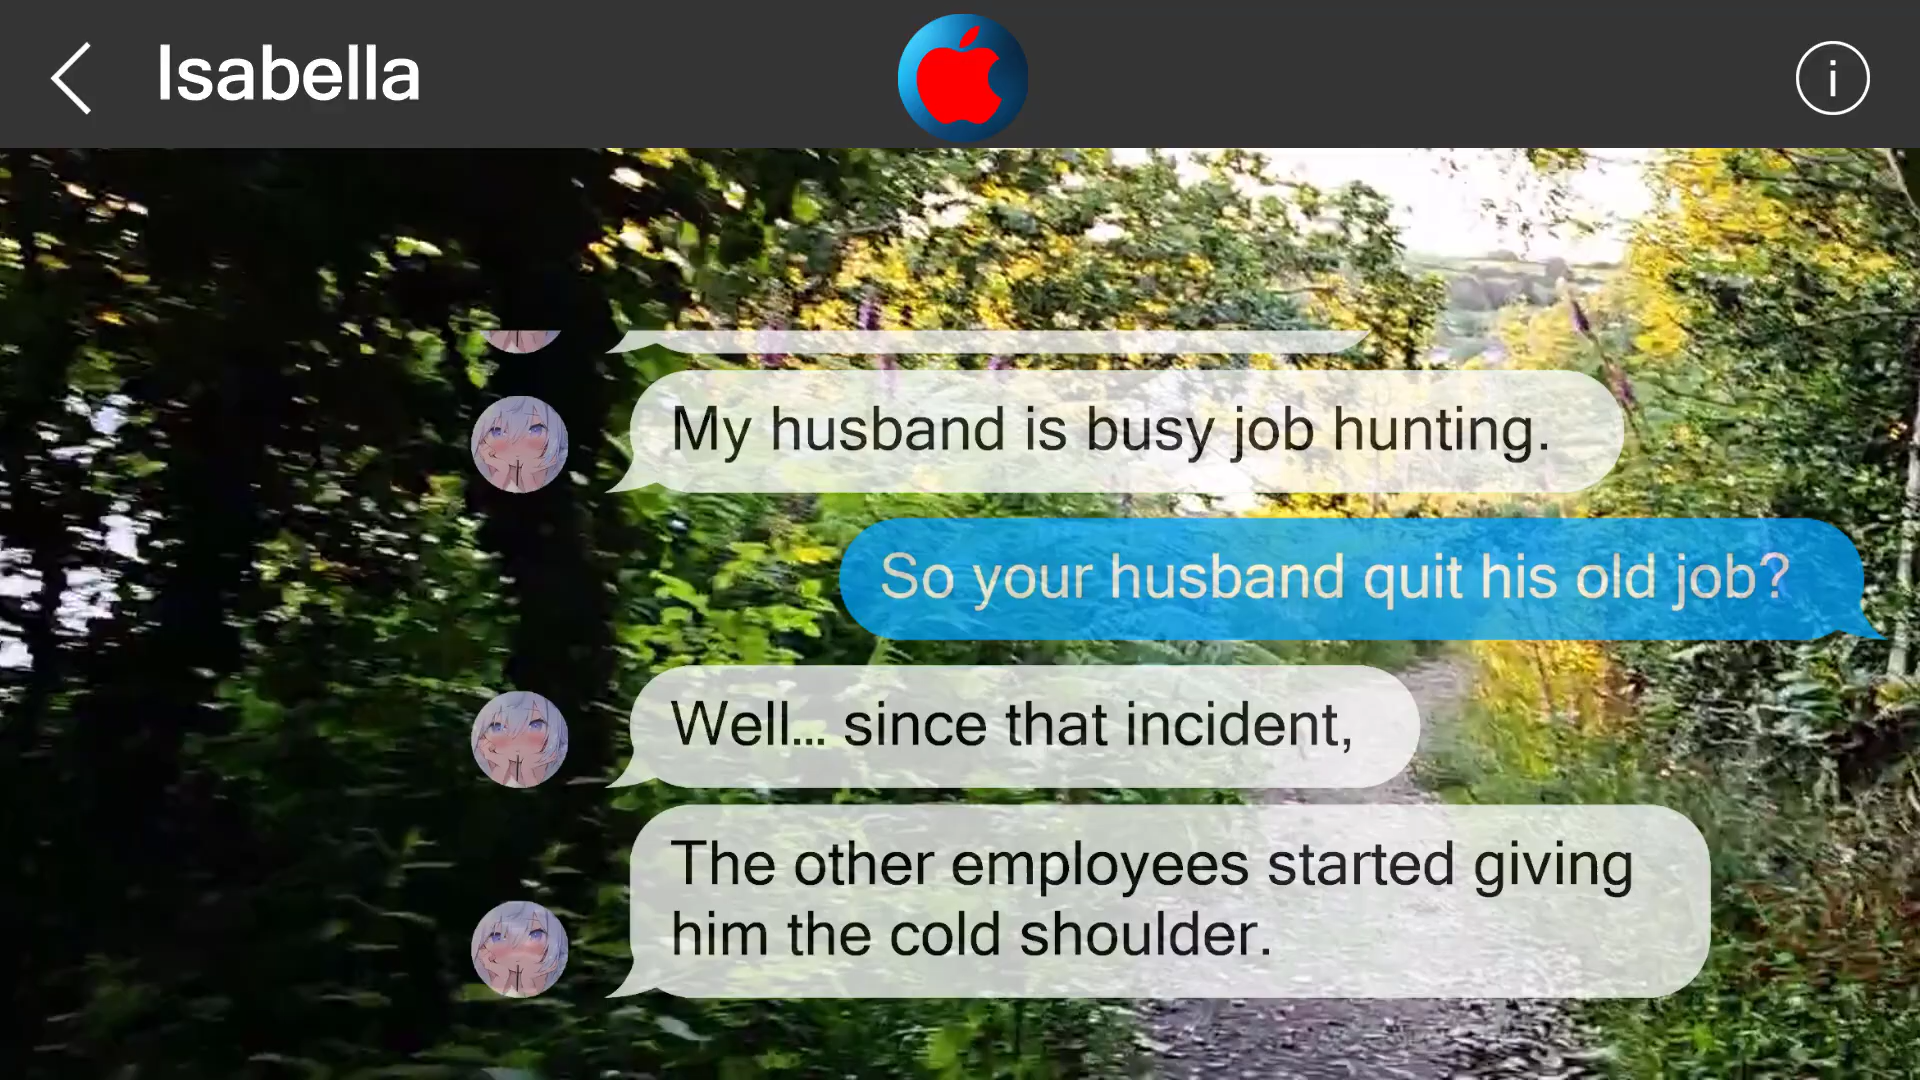 Isabella
My husband is busy job hunting.
So your husband quit his old job?
Well... since that incident,
The other employees started giving
him the cold shoulder.